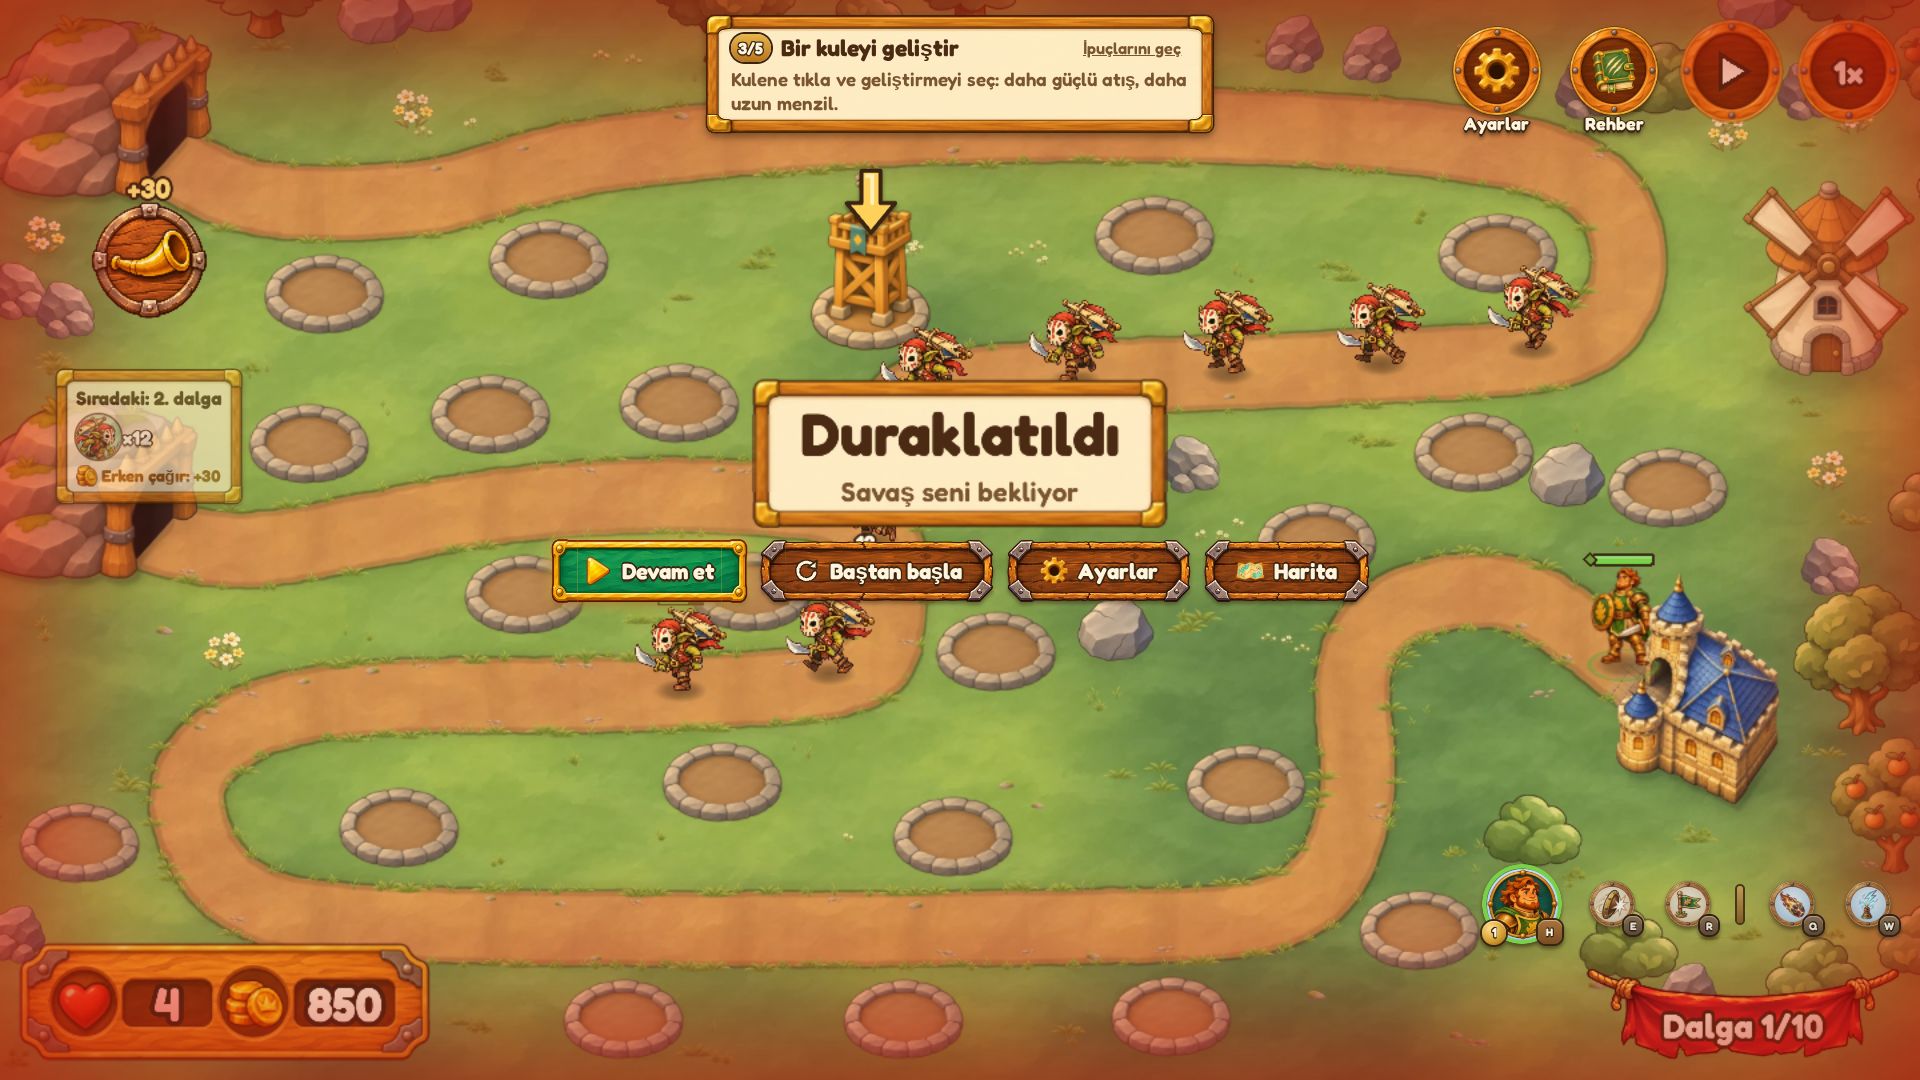 3/5 Bir kuleyi geliştir İpuçlarını geç
Kulene tıkla ve geliştirmeyi seç: daha güçlü atış, daha
uzun menzil.
Ayarlar
Rehber
1x
+30
Sıradaki: 2. dalga
x12
Erken çağır: +30
Duraklatıldı
Savaş seni bekliyor
Devam et
Baştan başla
Ayarlar
Harita
1
H
E
R
Q
W
4
850
Dalga 1/10